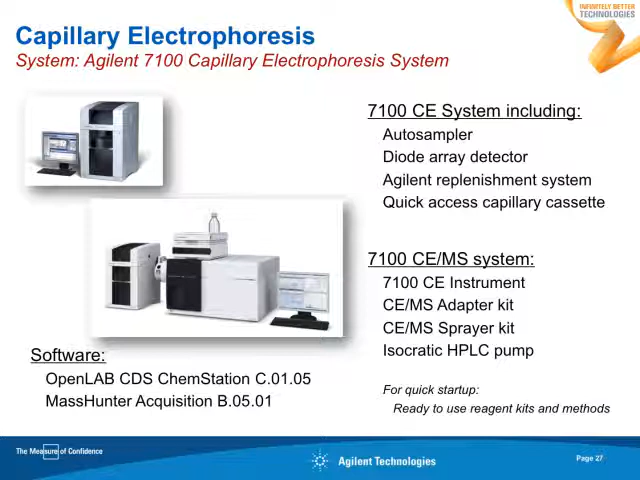 INFINITELY BETTER
TECHNOLOGIES
Capillary Electrophoresis
System: Agilent 7100 Capillary Electrophoresis System
7100 CE System including:
Autosampler
Diode array detector
Agilent replenishment system
Quick access capillary cassette
7100 CE/MS system:
7100 CE Instrument
CE/MS Adapter kit
CE/MS Sprayer kit
Isocratic HPLC pump
For quick startup:
Ready to use reagent kits and methods
Software:
OpenLAB CDS ChemStation C.01.05
MassHunter Acquisition B.05.01
The Measure of Confidence
Agilent Technologies
Page 27